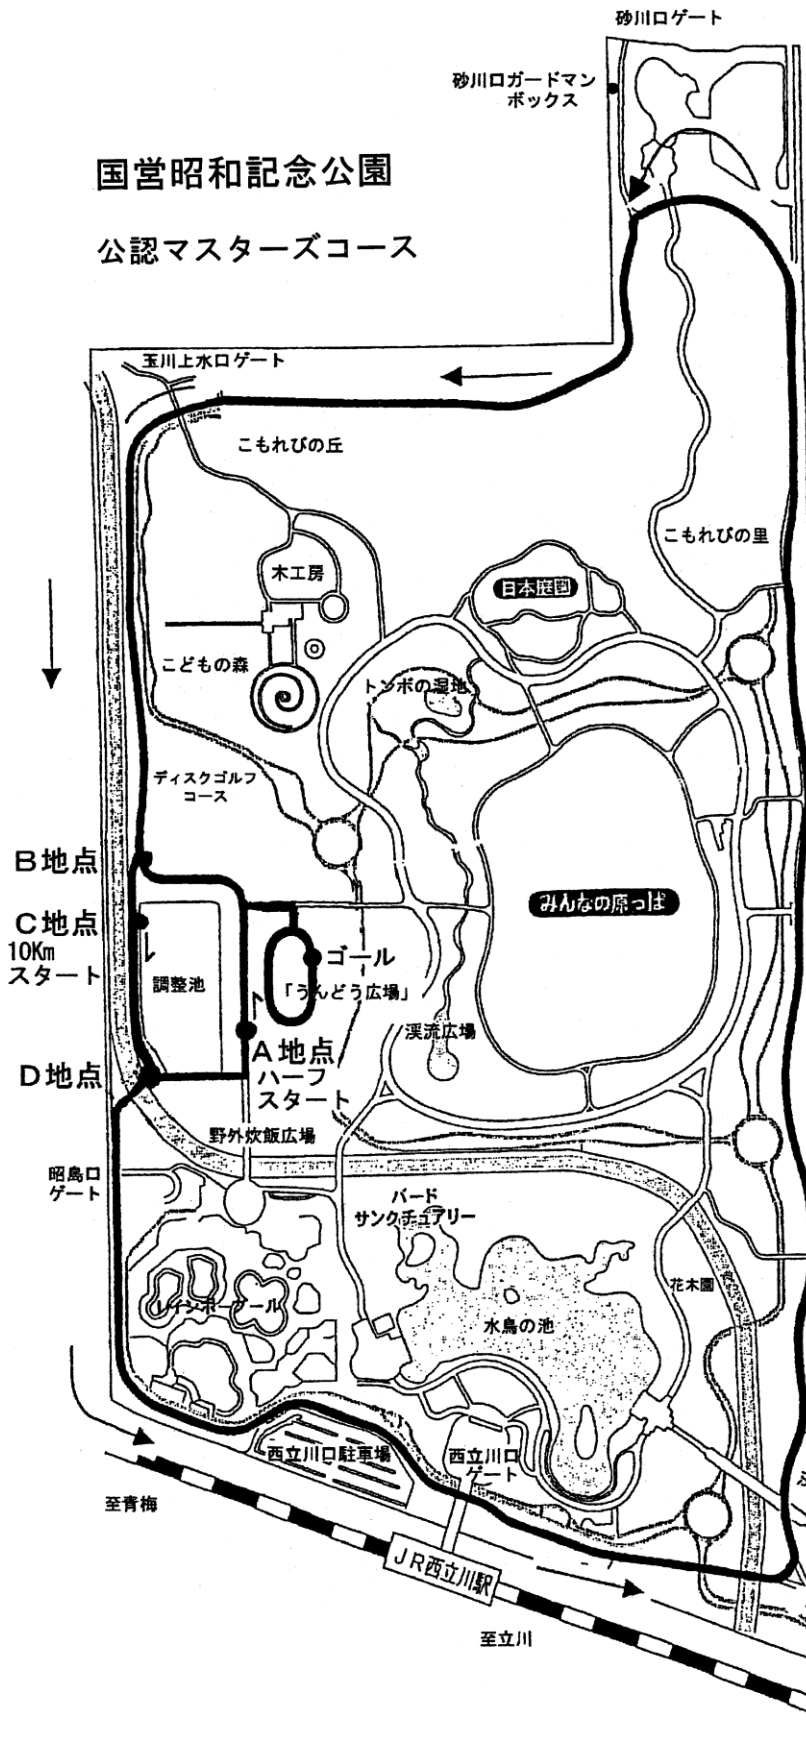 砂川口ゲート
砂川口ガードマン
ボックス
国営昭和記念公園
公認マスターズコース
玉川上水口ゲート
こもれびの丘
こもれびの里
木工房
日本庭園
こどもの森
トンボの湿地
ディスクゴルフ
コース
B地点
C地点
10Km
スタート
調整池
みんなの原っぱ
ゴール
「うんどう広場」
渓流広場
A地点
ハーフ
スタート
D地点
野外炊飯広場
昭島口
ゲート
バード
サンクチュアリー
花木園
レインボープール
水鳥の池
西立川口駐車場
西立川口
ゲート
至青梅
JR西立川駅
至立川